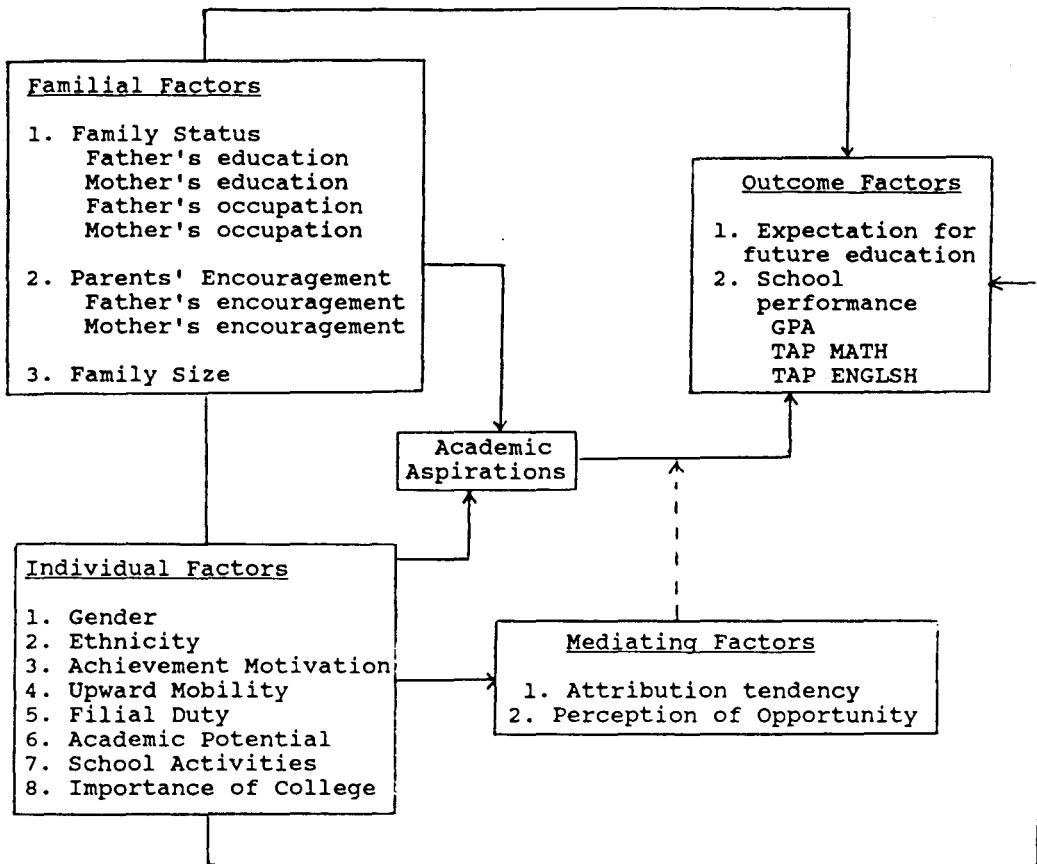 Familial Factors
1. Family Status
Father's education
Mother's education
Father's occupation
Mother's occupation
2. Parents' Encouragement
Father's encouragement
Mother's encouragement
3. Family Size
Outcome Factors
1. Expectation for
future education
2. School
performance
GPA
TAP MATH
TAP ENGLSH
Academic
Aspirations
Individual Factors
1. Gender
2. Ethnicity
3. Achievement Motivation
4. Upward Mobility
5. Filial Duty
6. Academic Potential
7. School Activities
8. Importance of College
Mediating Factors
1. Attribution tendency
2. Perception of Opportunity